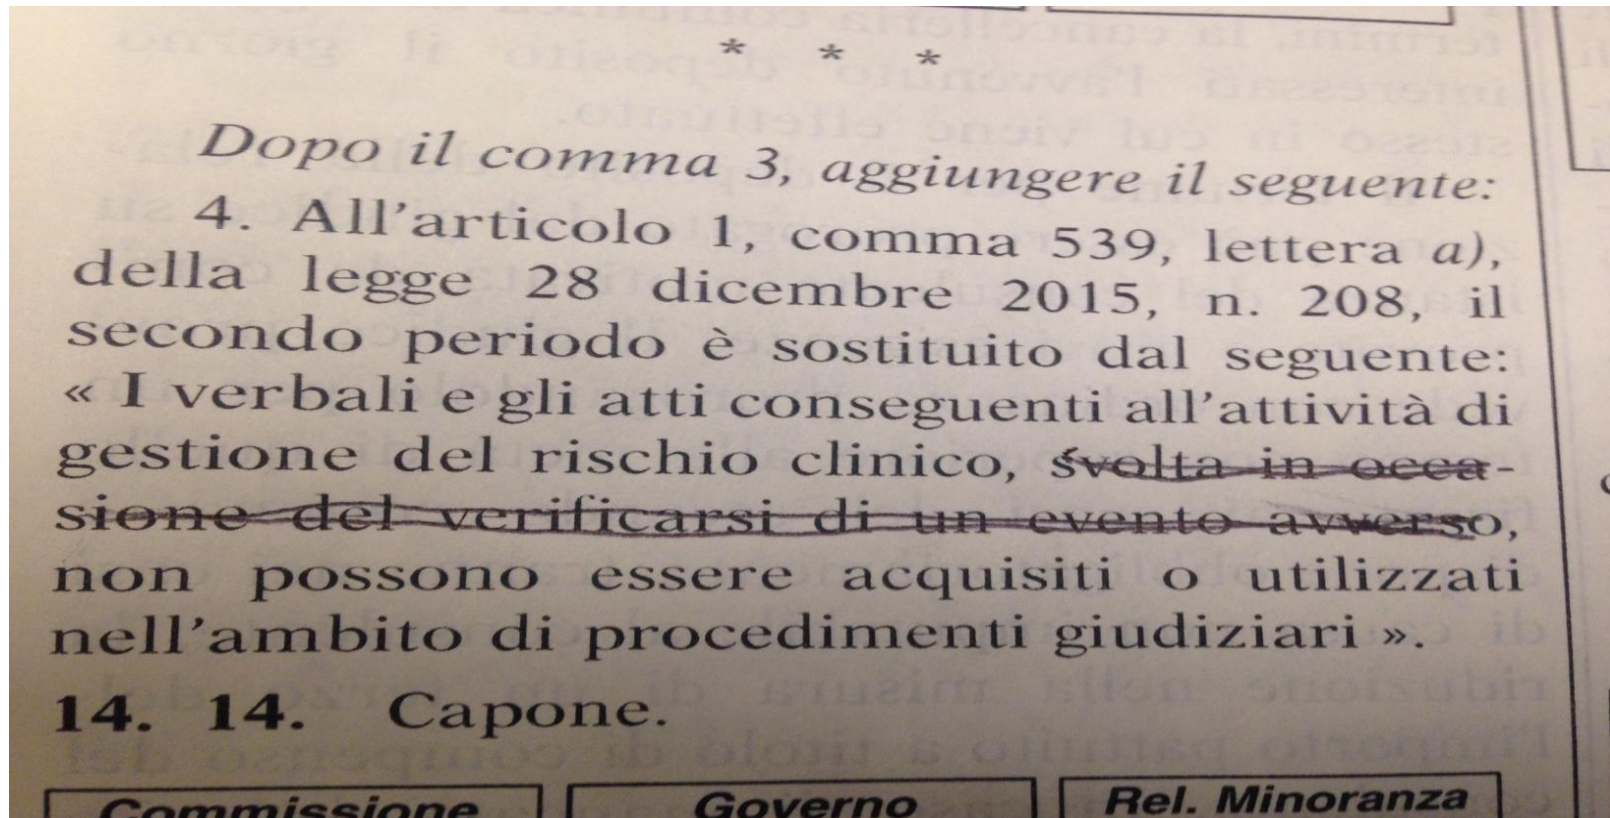 * * *
Dopo il comma 3, aggiungere il seguente:
4. All'articolo 1, comma 539, lettera a),
della legge 28 dicembre 2015, n. 208, il
secondo periodo è sostituito dal seguente:
« I verbali e gli atti conseguenti all'attività di
gestione del rischio clinico, svolta in occa-
sione del verificarsi di un evento avverso,
non possono essere acquisiti o utilizzati
nell'ambito di procedimenti giudiziari ».
14. 14. Capone.
Commissione Governo Rel. Minoranza